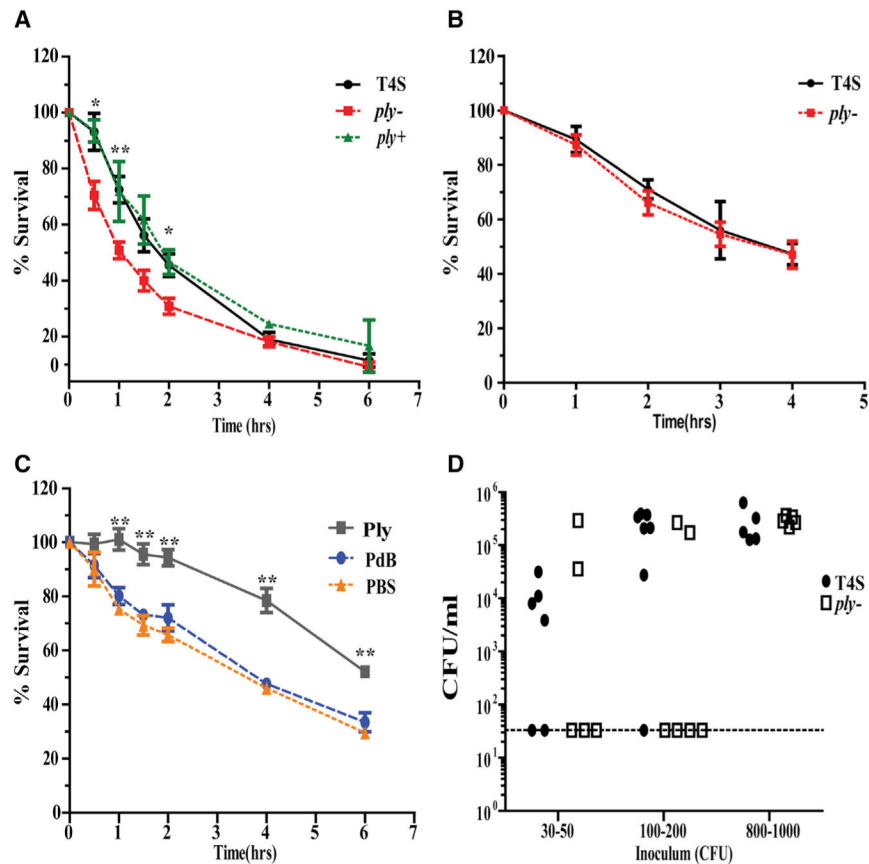 A
120
100
80
60
40
20
0
% Survival
0 1 2 3 4 5 6 7
Time (hrs)
*
**
*
T4S
ply-
ply+
B
120
100
80
60
40
20
0
% Survival
0 1 2 3 4 5
Time(hrs)
T4S
ply-
C
120
100
80
60
40
20
0
% Survival
0 1 2 3 4 5 6 7
Time(hrs)
** ** ** ** **
Ply
PdB
PBS
D
10^6
10^5
10^4
10^3
10^2
10^1
10^0
CFU/ml
30-50 100-200 800-1000
Inoculum (CFU)
T4S
ply-